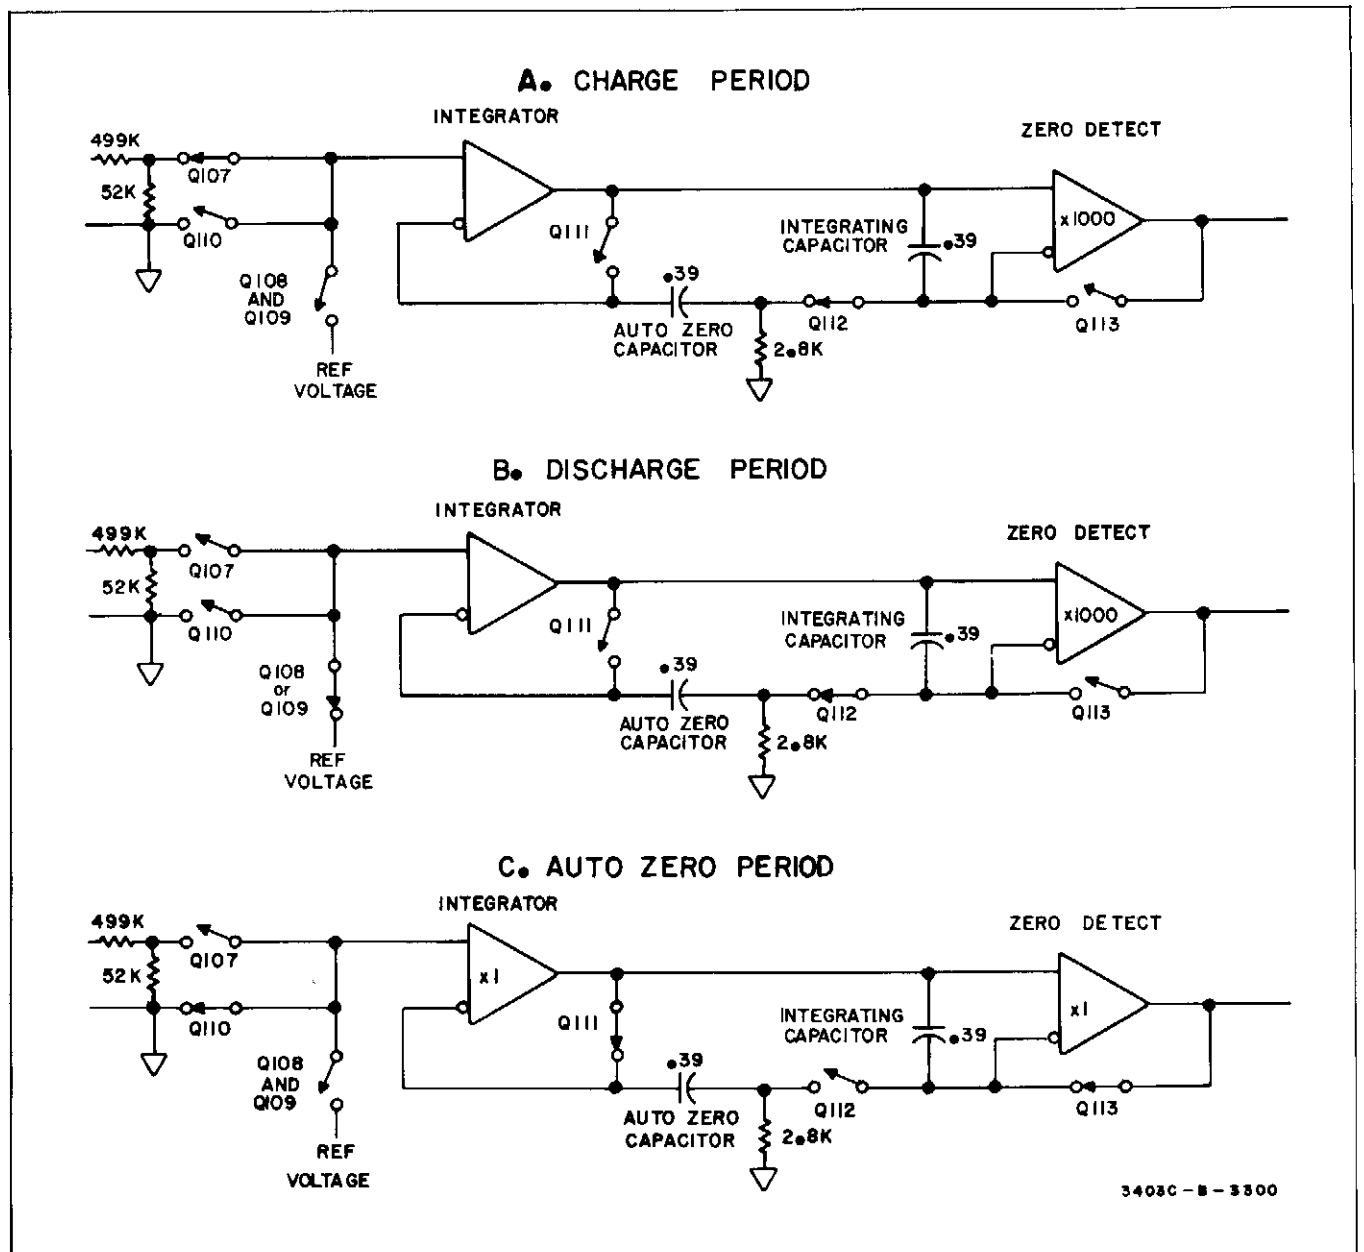 A. CHARGE PERIOD
INTEGRATOR
ZERO DETECT
499K
Q107
52K
Q110
Q111
INTEGRATING
CAPACITOR
.39
x1000
Q108
AND
Q109
.39
AUTO ZERO
CAPACITOR
Q112
2.8K
Q113
REF
VOLTAGE
B. DISCHARGE PERIOD
INTEGRATOR
ZERO DETECT
499K
Q107
52K
Q110
Q111
INTEGRATING
CAPACITOR
.39
x1000
Q108
or
Q109
.39
AUTO ZERO
CAPACITOR
Q112
2.8K
Q113
REF
VOLTAGE
C. AUTO ZERO PERIOD
INTEGRATOR
ZERO DETECT
499K
Q107
52K
x1
Q110
Q111
INTEGRATING
CAPACITOR
.39
x1
Q108
AND
Q109
.39
AUTO ZERO
CAPACITOR
Q112
2.8K
Q113
REF
VOLTAGE
3403C-B-3300